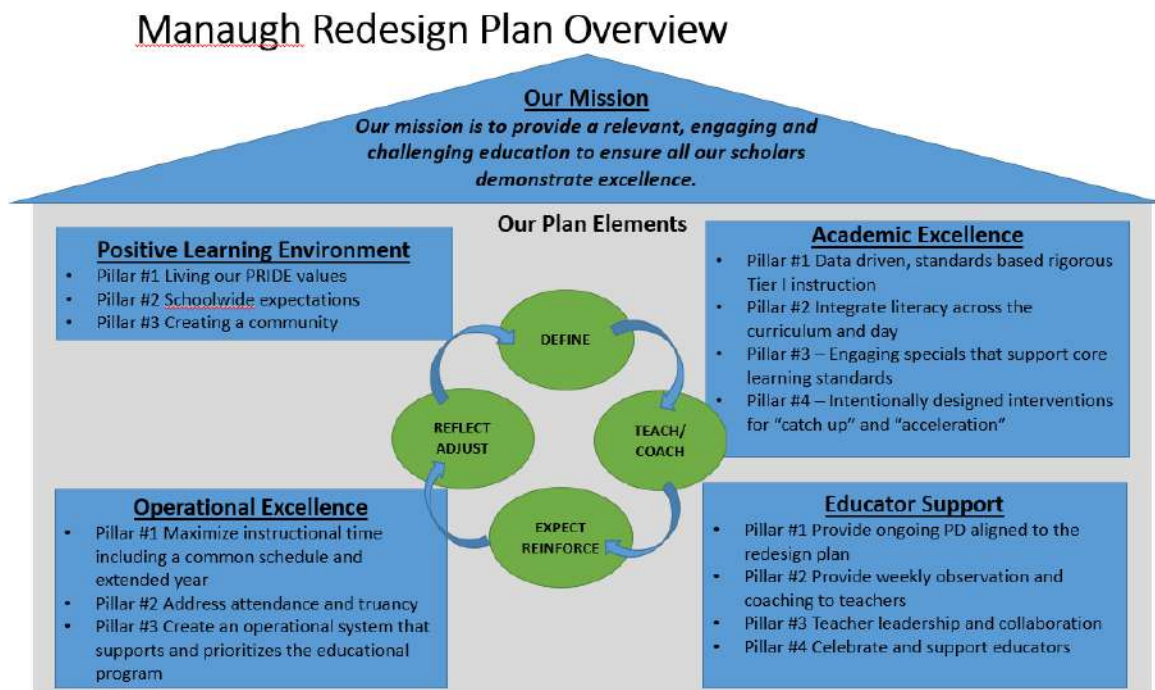 Manaugh Redesign Plan Overview
Our Mission
Our mission is to provide a relevant, engaging and
challenging education to ensure all our scholars
demonstrate excellence.
Our Plan Elements
Positive Learning Environment
• Pillar #1 Living our PRIDE values
• Pillar #2 Schoolwide expectations
• Pillar #3 Creating a community
Academic Excellence
• Pillar #1 Data driven, standards based rigorous
Tier I instruction
• Pillar #2 Integrate literacy across the
curriculum and day
• Pillar #3 – Engaging specials that support core
learning standards
• Pillar #4 – Intentionally designed interventions
for “catch up” and “acceleration”
DEFINE
TEACH/
COACH
EXPECT
REINFORCE
REFLECT
ADJUST
Operational Excellence
• Pillar #1 Maximize instructional time
including a common schedule and
extended year
• Pillar #2 Address attendance and truancy
• Pillar #3 Create an operational system that
supports and prioritizes the educational
program
Educator Support
• Pillar #1 Provide ongoing PD aligned to the
redesign plan
• Pillar #2 Provide weekly observation and
coaching to teachers
• Pillar #3 Teacher leadership and collaboration
• Pillar #4 Celebrate and support educators